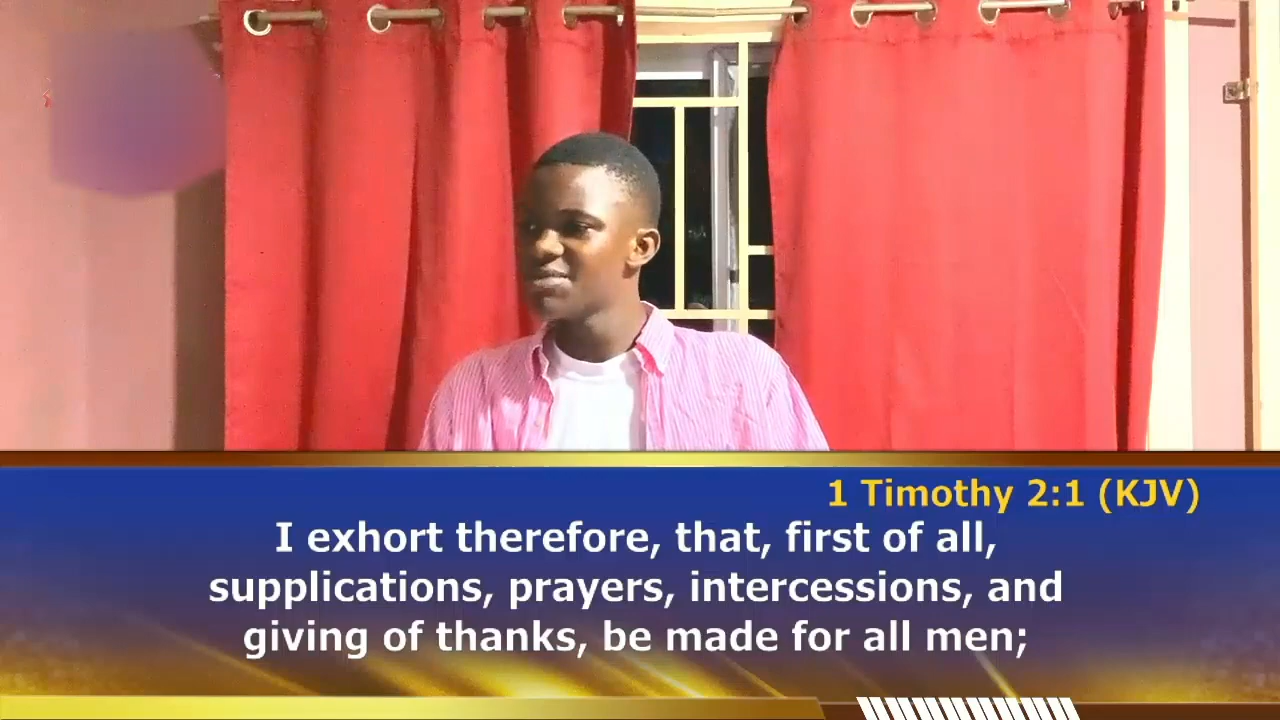 1 Timothy 2:1 (KJV)
I exhort therefore, that, first of all,
supplications, prayers, intercessions, and
giving of thanks, be made for all men;